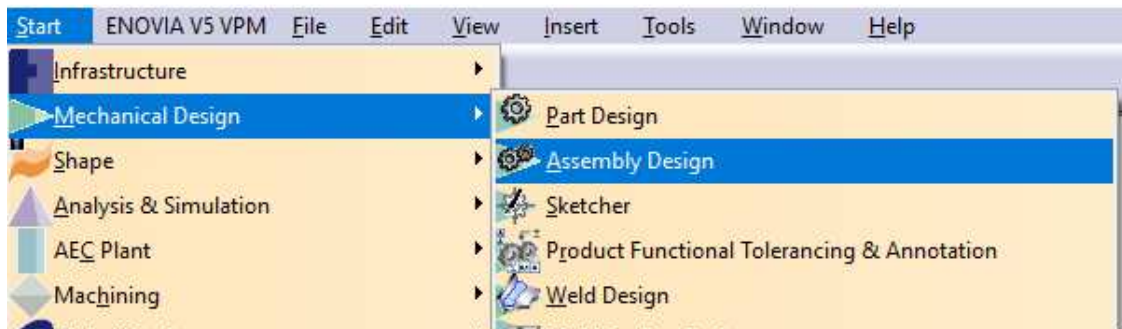 Start ENOVIA V5 VPM File Edit View Insert Tools Window Help
Infrastructure
Mechanical Design
Shape
Analysis & Simulation
AEC Plant
Machining
Part Design
Assembly Design
Sketcher
Product Functional Tolerancing & Annotation
Weld Design